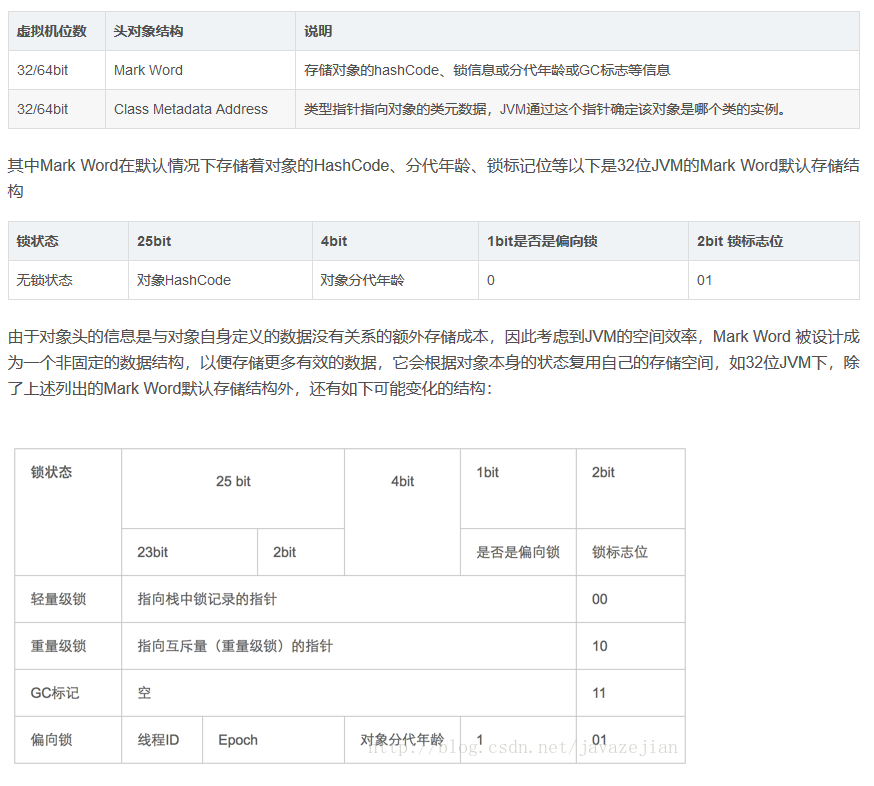 虚拟机位数 头对象结构 说明
32/64bit Mark Word 存储对象的hashCode、锁信息或分代年龄或GC标志等信息
32/64bit Class Metadata Address 类型指针指向对象的类元数据，JVM通过这个指针确定该对象是哪个类的实例。
其中Mark Word在默认情况下存储着对象的HashCode、分代年龄、锁标记位等以下是32位JVM的Mark Word默认存储结
构
锁状态 25bit 4bit 1bit是否是偏向锁 2bit 锁标志位
无锁状态 对象HashCode 对象分代年龄 0 01
由于对象头的信息是与对象自身定义的数据没有关系的额外存储成本，因此考虑到JVM的空间效率，Mark Word 被设计成
为一个非固定的数据结构，以便存储更多有效的数据，它会根据对象本身的状态复用自己的存储空间，如32位JVM下，除
了上述列出的Mark Word默认存储结构外，还有如下可能变化的结构：
锁状态 25 bit 4bit 1bit 2bit
23bit 2bit 是否是偏向锁 锁标志位
轻量级锁 指向栈中锁记录的指针 00
重量级锁 指向互斥量（重量级锁）的指针 10
GC标记 空 11
偏向锁 线程ID Epoch 对象分代年龄 1 01
http://blog.csdn.net/javazejian